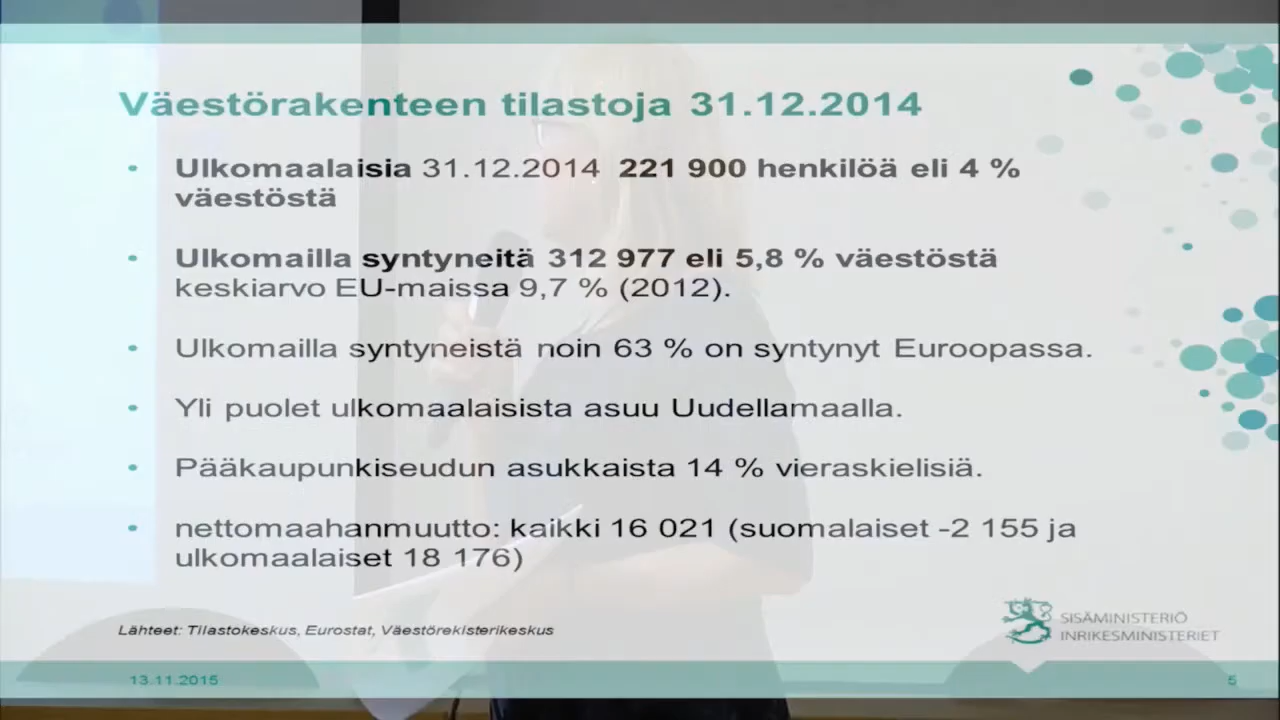 Väestörakenteen tilastoja 31.12.2014
• Ulkomaalaisia 31.12.2014 221 900 henkilöä eli 4 %
väestöstä
• Ulkomailla syntyneitä 312 977 eli 5,8 % väestöstä
keskiarvo EU-maissa 9,7 % (2012).
• Ulkomailla syntyneistä noin 63 % on syntynyt Euroopassa.
• Yli puolet ulkomaalaisista asuu Uudellamaalla.
• Pääkaupunkiseudun asukkaista 14 % vieraskielisiä.
• nettomaahanmuutto: kaikki 16 021 (suomalaiset -2 155 ja
ulkomaalaiset 18 176)
Lähteet: Tilastokeskus, Eurostat, Väestörekisterikeskus
SISÄMINISTERIÖ
INRIKESMINISTERIET
13.11.2015
5